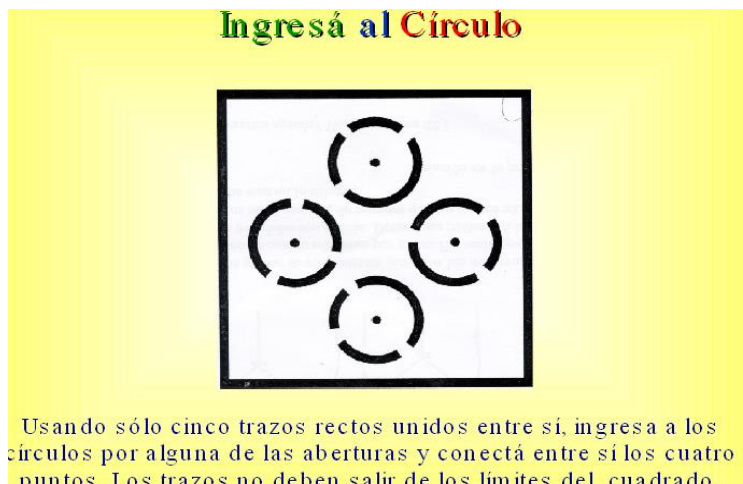 Ingresá al Círculo
Usando sólo cinco trazos rectos unidos entre sí, ingresa a los
círculos por alguna de las aberturas y conectá entre sí los cuatro
puntos. Los trazos no deben salir de los límites del cuadrado.